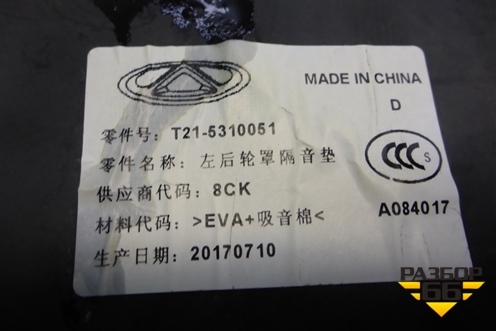 MADE IN CHINA
D
零件号: T21-5310051
零件名称: 左后轮罩隔音垫
CCC S
供应商代码: 8CK
A084017
材料代码: >EVA+吸音棉<
生产日期: 20170710
РАЗБОР
66